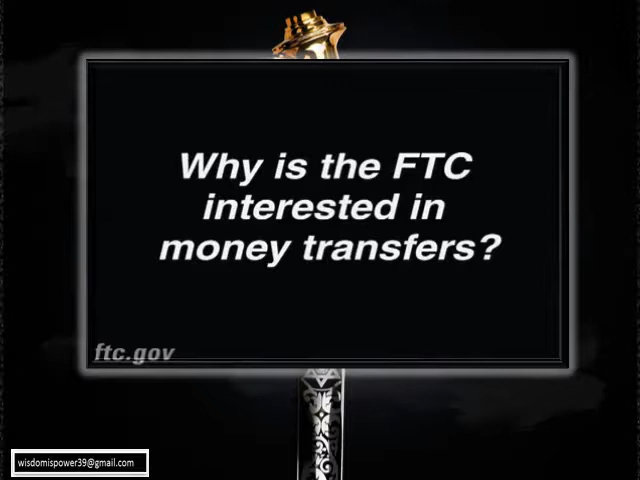 Why is the FTC
interested in
money transfers?
ftc.gov
wisdomispower39@gmail.com